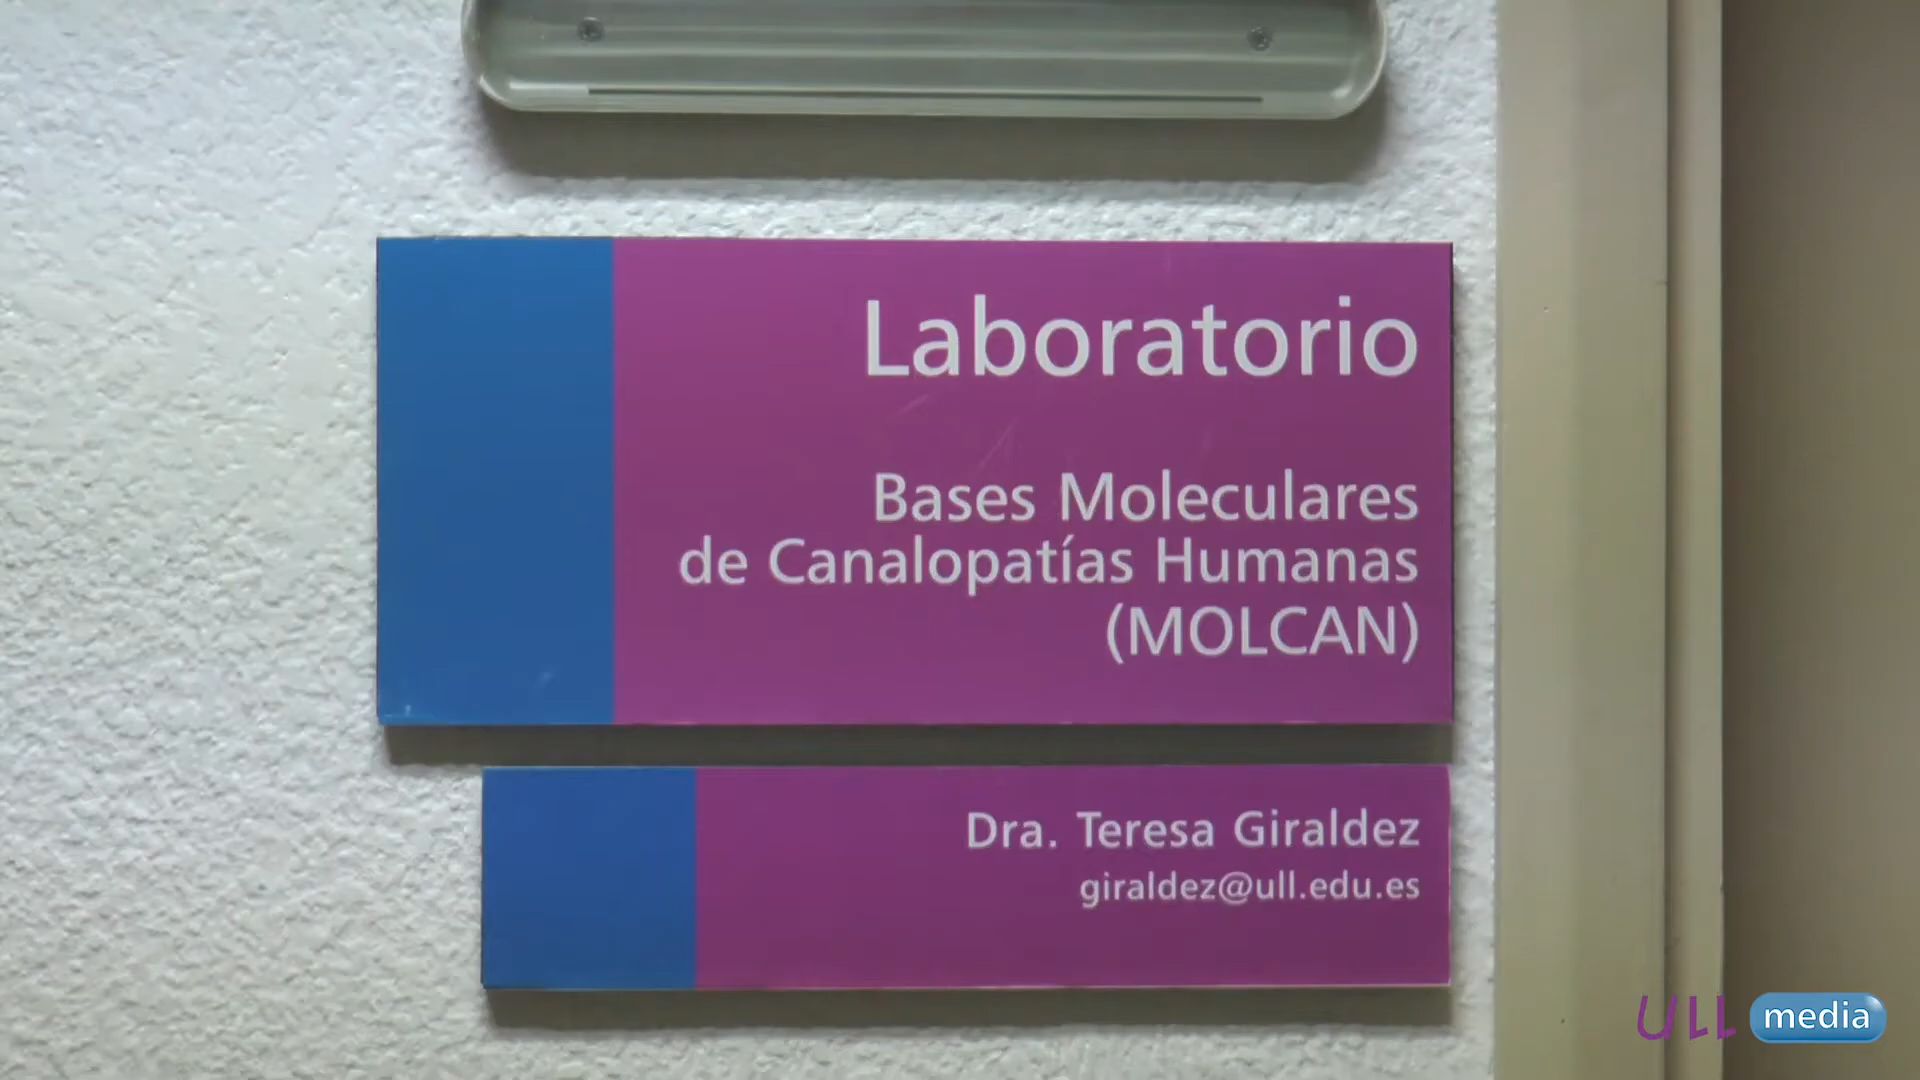 Laboratorio
Bases Moleculares
de Canalopatías Humanas
(MOLCAN)
Dra. Teresa Giraldez
giraldez@ull.edu.es
ULL media